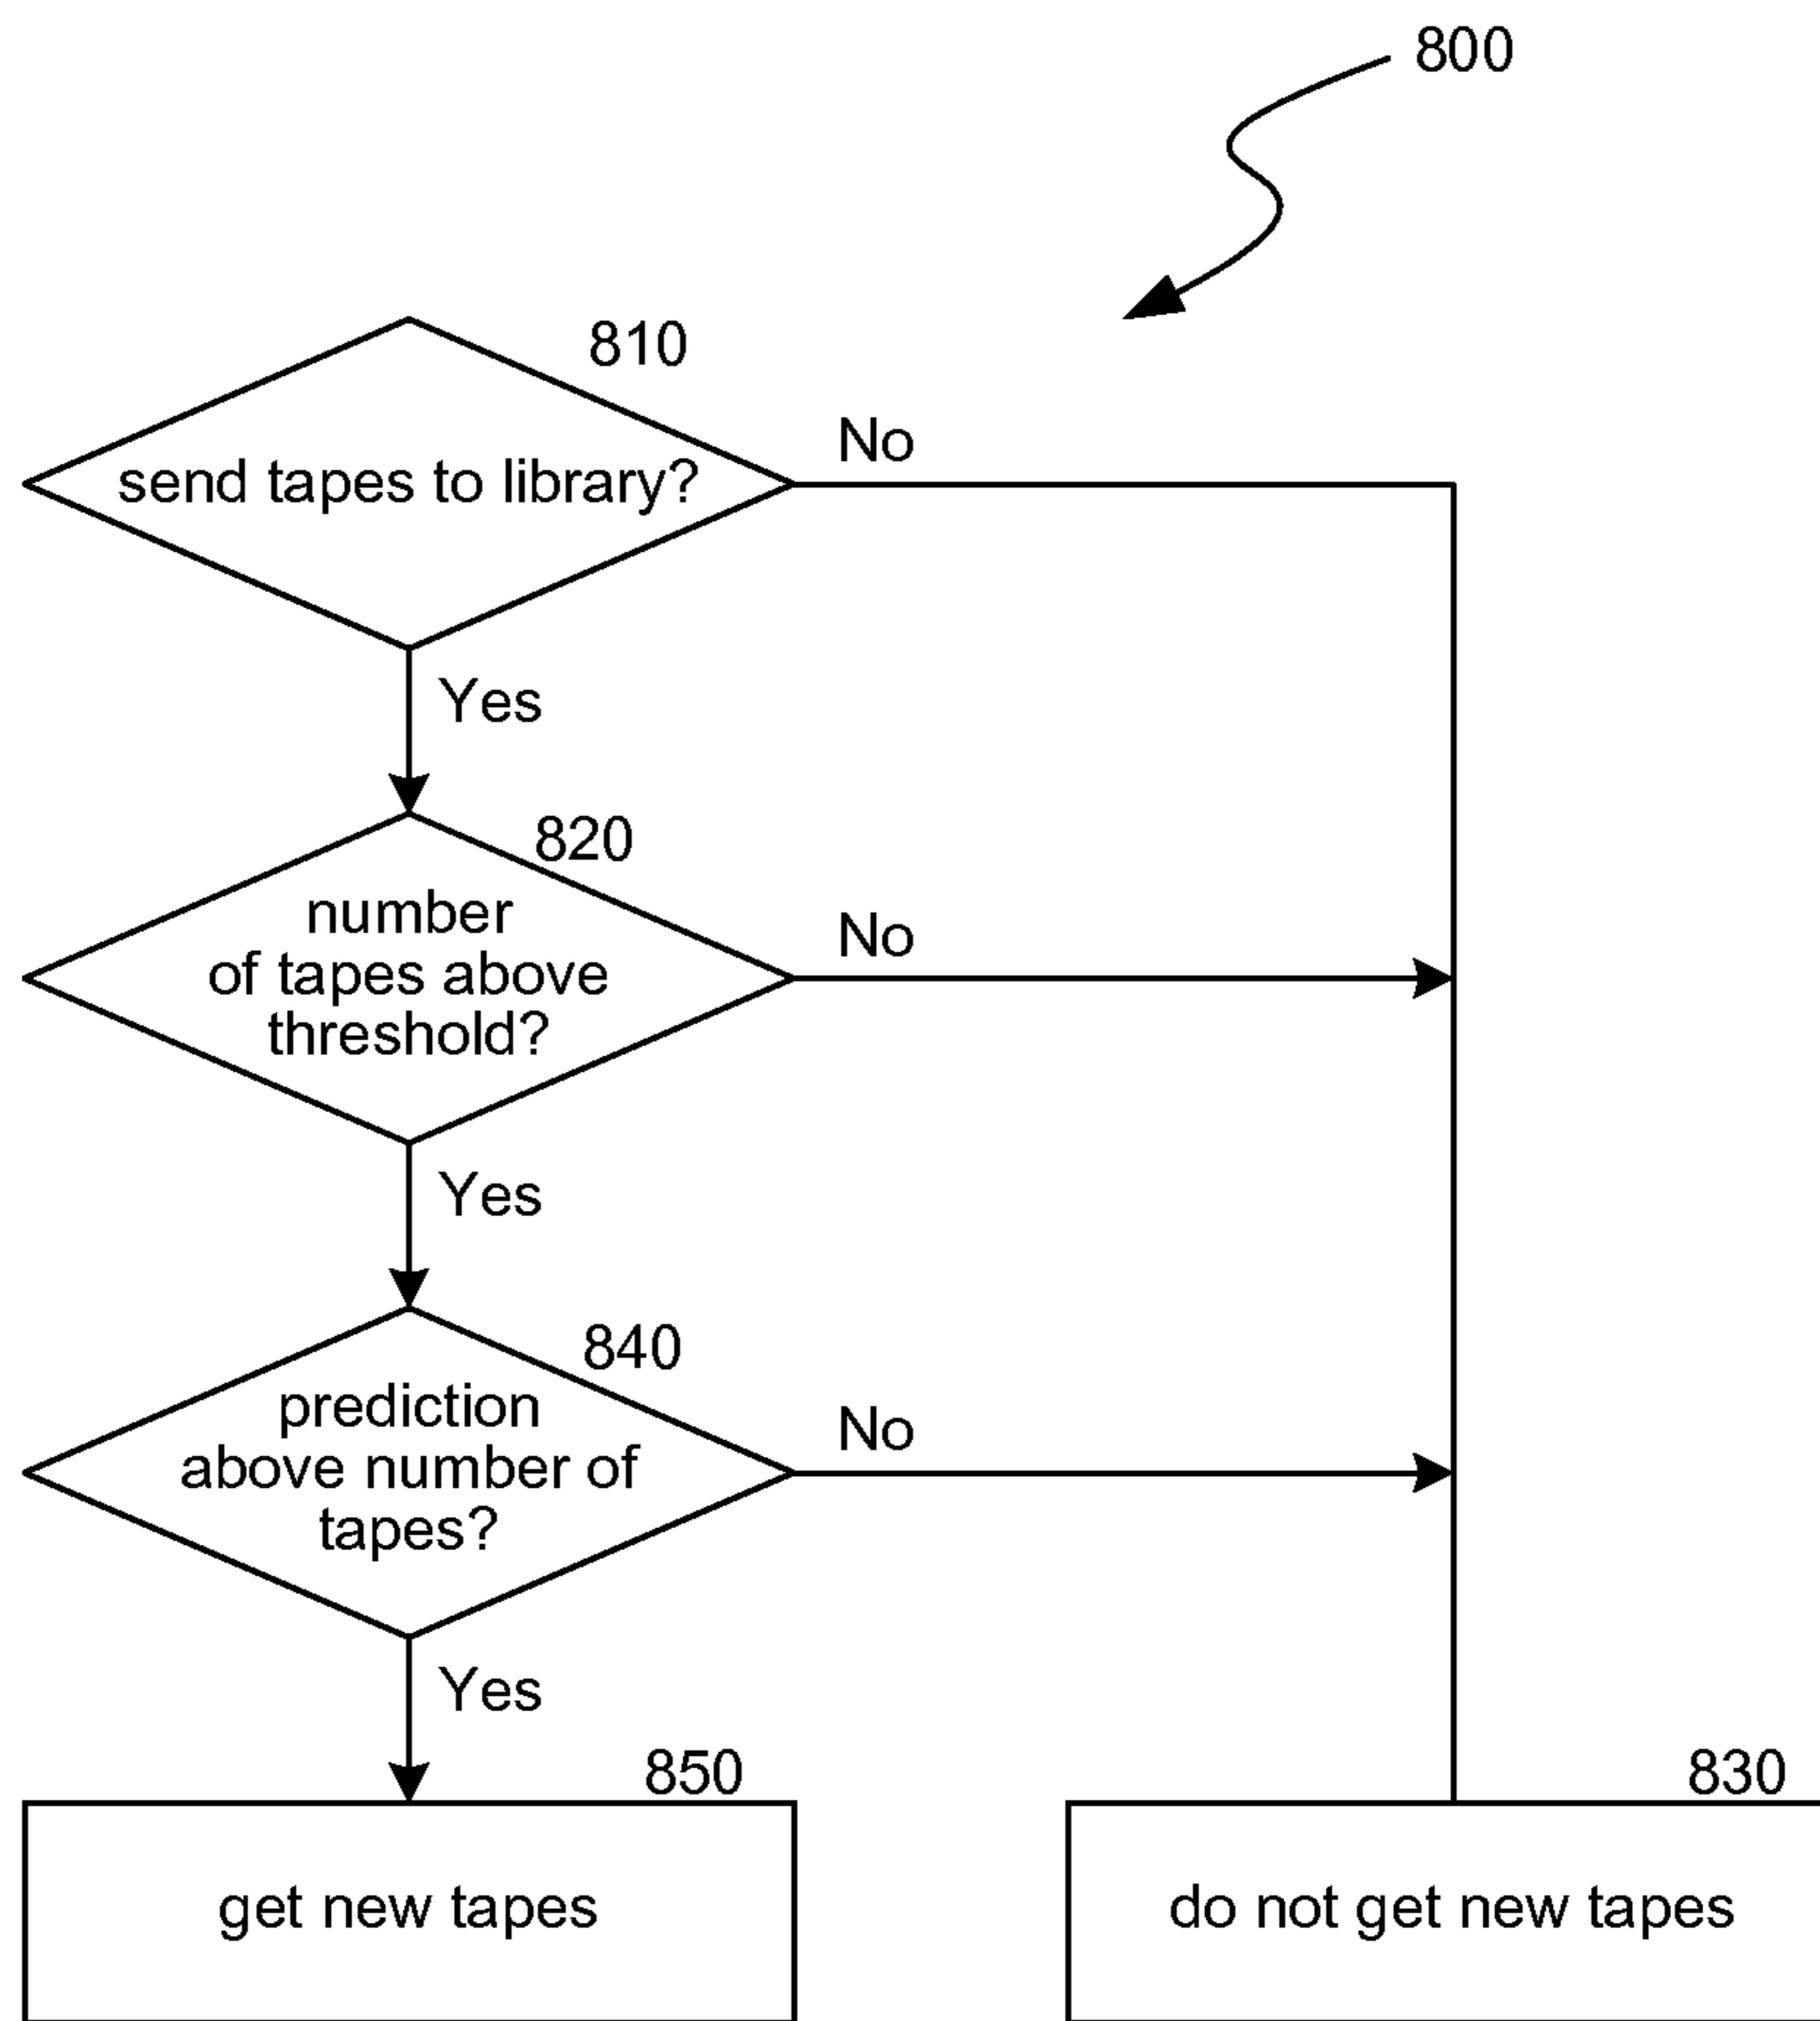 800
810
send tapes to library?
No
Yes
820
number
of tapes above
threshold?
No
Yes
840
prediction
above number of
tapes?
No
Yes
850
get new tapes
830
do not get new tapes